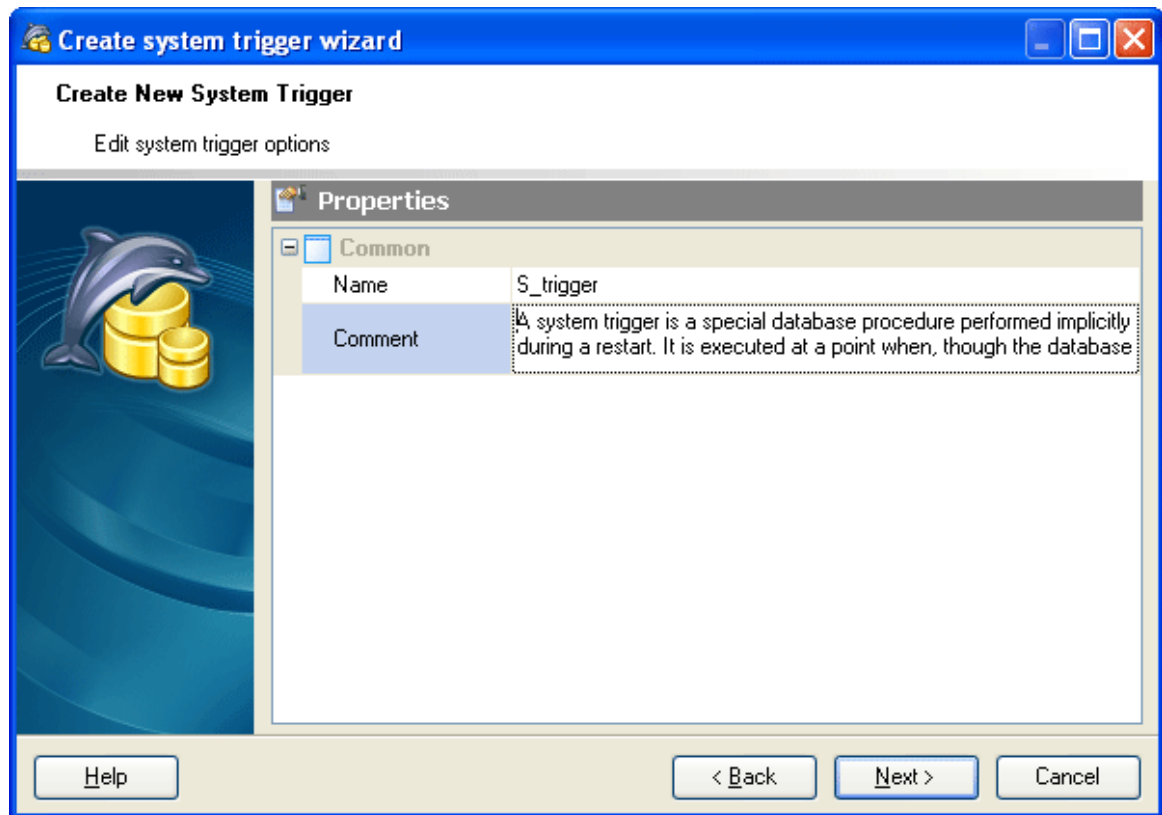 Create system trigger wizard
Create New System Trigger
Edit system trigger options
Properties
Common
Name S_trigger
Comment A system trigger is a special database procedure performed implicitly
during a restart. It is executed at a point when, though the database
Help < Back Next > Cancel